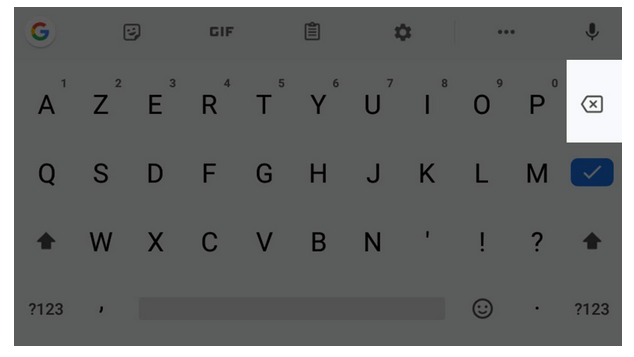 G GIF
1 2 3 4 5 6 7 8 9 0
A Z E R T Y U I O P
Q S D F G H J K L M
W X C V B N ' ! ?
?123 , . ?123